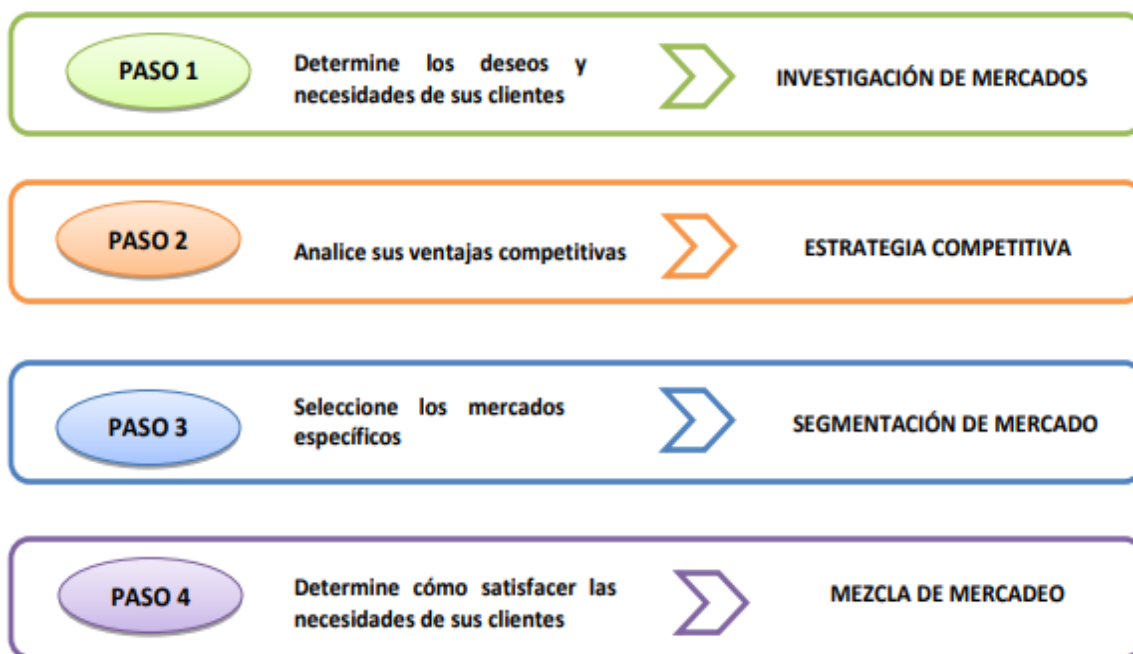 PASO 1
Determine los deseos y
necesidades de sus clientes
INVESTIGACIÓN DE MERCADOS
PASO 2
Analice sus ventajas competitivas
ESTRATEGIA COMPETITIVA
PASO 3
Seleccione los mercados
específicos
SEGMENTACIÓN DE MERCADO
PASO 4
Determine cómo satisfacer las
necesidades de sus clientes
MEZCLA DE MERCADEO